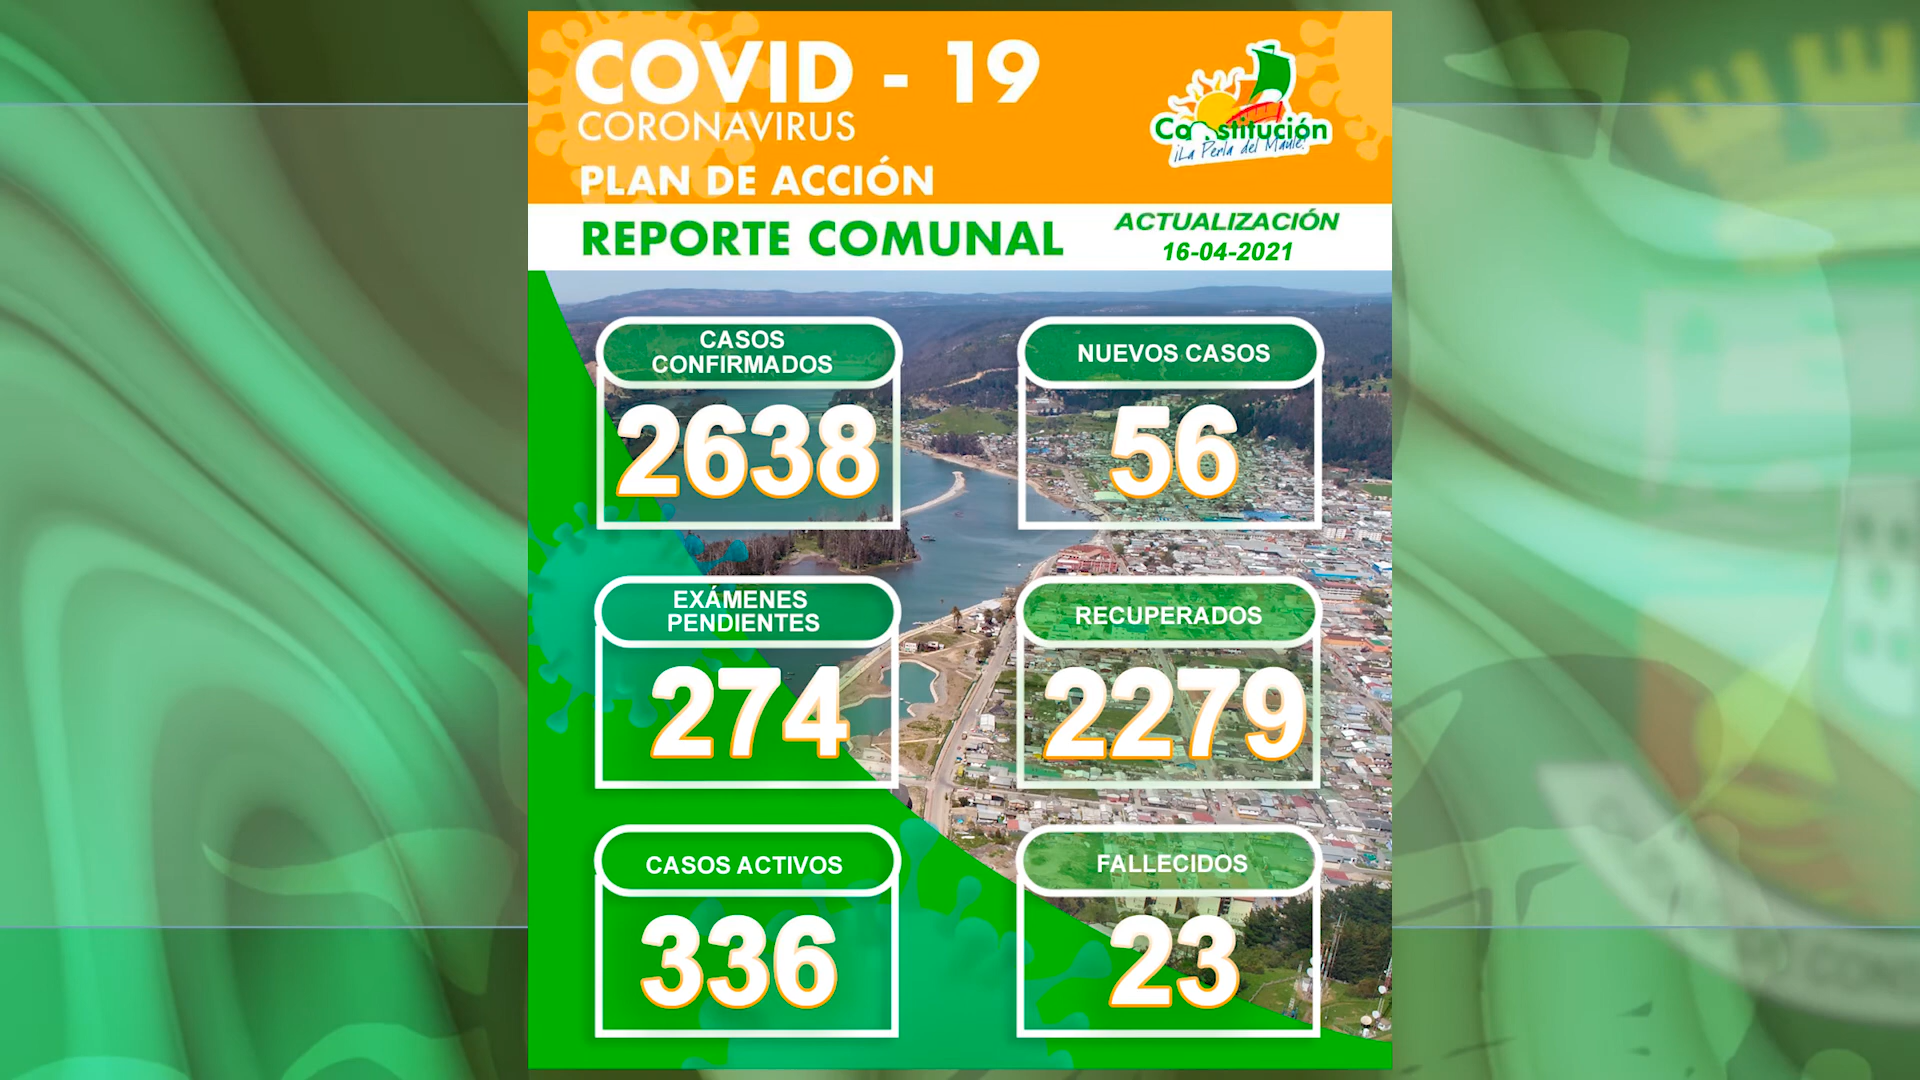 COVID - 19
CORONAVIRUS
PLAN DE ACCIÓN
Constitución
¡La Perla del Maule!
REPORTE COMUNAL
ACTUALIZACIÓN
16-04-2021
CASOS
CONFIRMADOS
2638
NUEVOS CASOS
56
EXÁMENES
PENDIENTES
274
RECUPERADOS
2279
CASOS ACTIVOS
336
FALLECIDOS
23